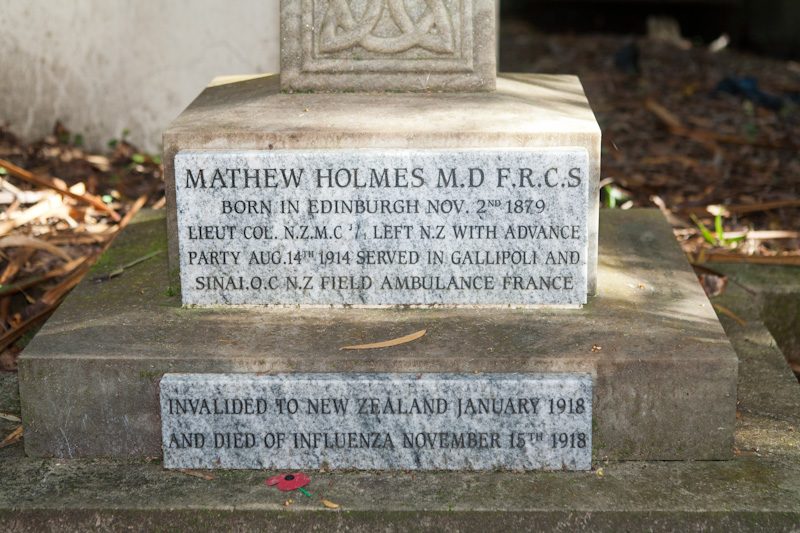 MATHEW HOLMES M.D F.R.C.S
BORN IN EDINBURGH NOV. 2ND 1879
LIEUT COL. N.Z.M.C LEFT N.Z WITH ADVANCE
PARTY AUG.14TH 1914 SERVED IN GALLIPOLI AND
SINAI.O.C N.Z FIELD AMBULANCE FRANCE
INVALIDED TO NEW ZEALAND JANUARY 1918
AND DIED OF INFLUENZA NOVEMBER 15TH 1918